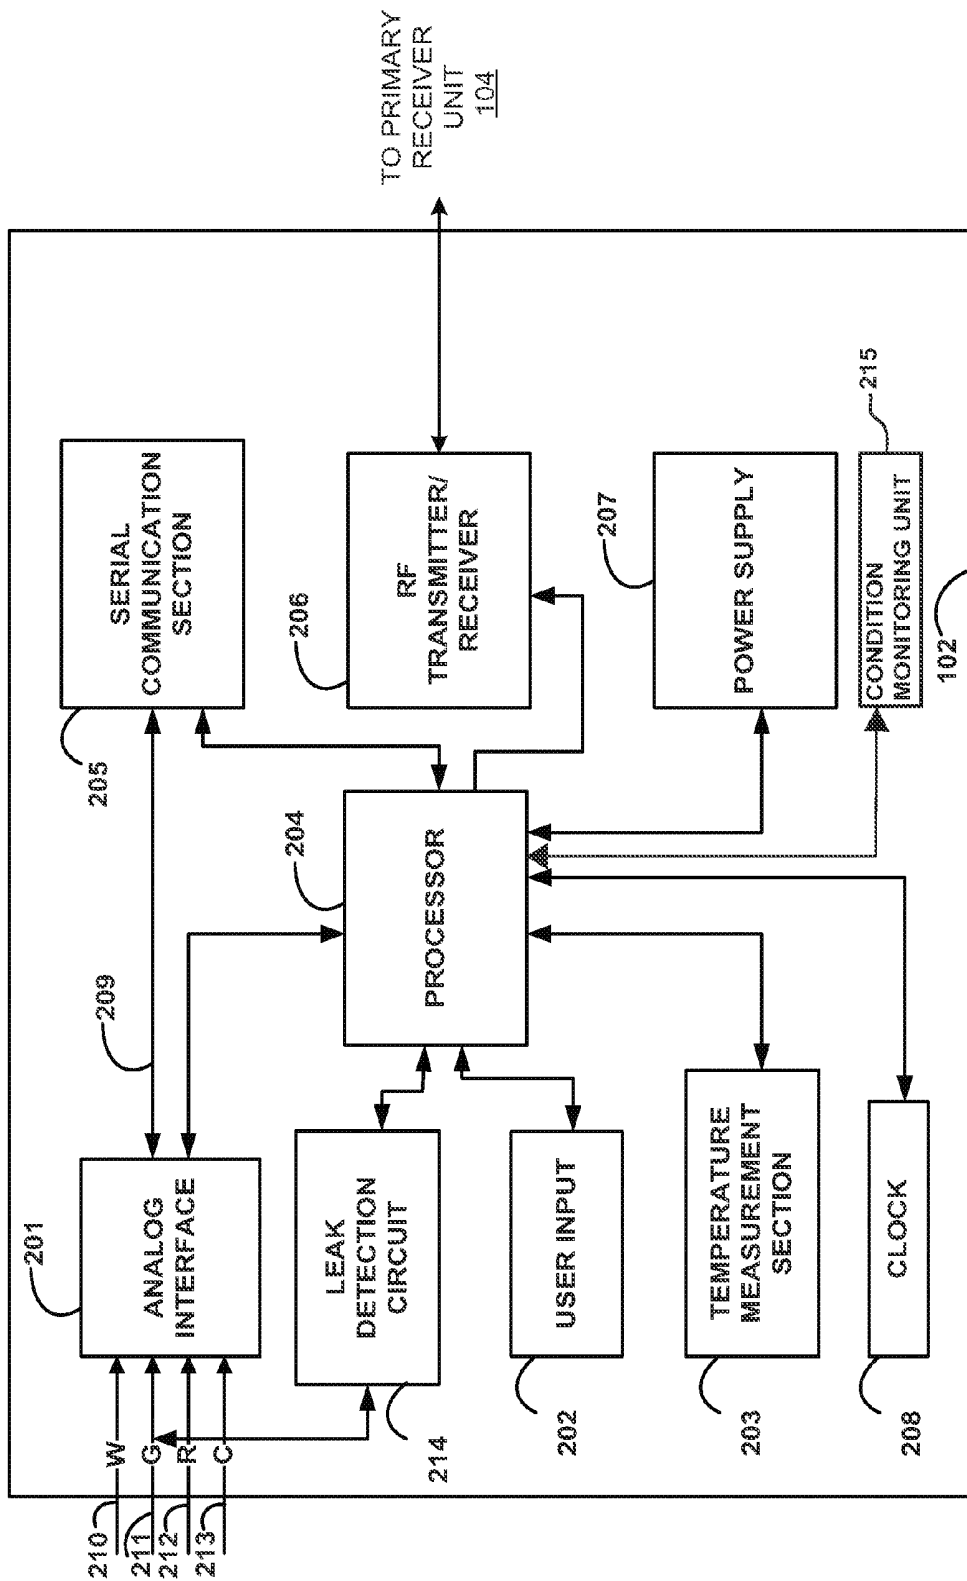 210
W
211
G
212
R
213
C
201
ANALOG
INTERFACE
209
205
SERIAL
COMMUNICATION
SECTION
214
LEAK
DETECTION
CIRCUIT
204
PROCESSOR
206
RF
TRANSMITTER/
RECEIVER
TO PRIMARY
RECEIVER
UNIT
104
202
USER INPUT
203
TEMPERATURE
MEASUREMENT
SECTION
207
POWER SUPPLY
208
CLOCK
CONDITION
MONITORING UNIT
215
102